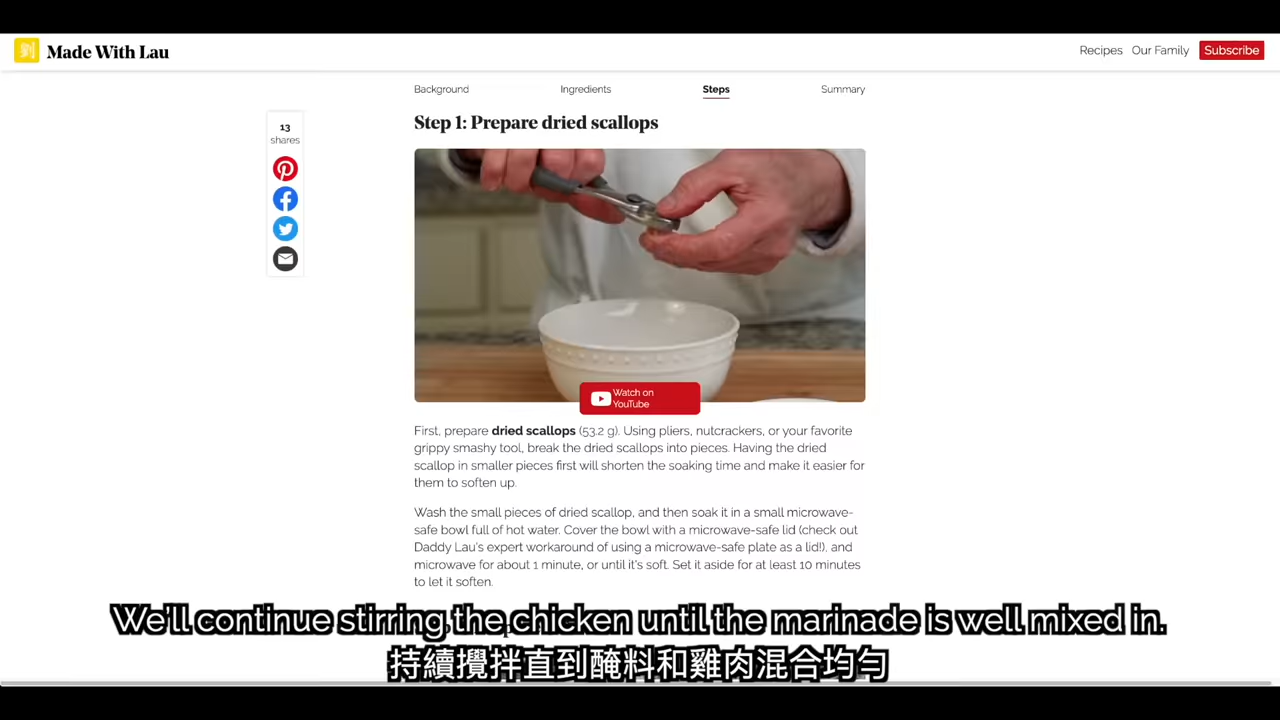 Made With Lau
Recipes Our Family Subscribe
Background Ingredients Steps Summary
13
shares
Step 1: Prepare dried scallops
Watch on
YouTube
First, prepare dried scallops (53.2 g). Using pliers, nutcrackers, or your favorite
grippy smashy tool, break the dried scallops into pieces. Having the dried
scallop in smaller pieces first will shorten the soaking time and make it easier for
them to soften up.
Wash the small pieces of dried scallop, and then soak it in a small microwave-
safe bowl full of hot water. Cover the bowl with a microwave-safe lid (check out
Daddy Lau's expert workaround of using a microwave-safe plate as a lid!), and
microwave for about 1 minute, or until it's soft. Set it aside for at least 10 minutes
to let it soften.
We'll continue stirring the chicken until the marinade is well mixed in.
持續攪拌直到醃料和雞肉混合均勻